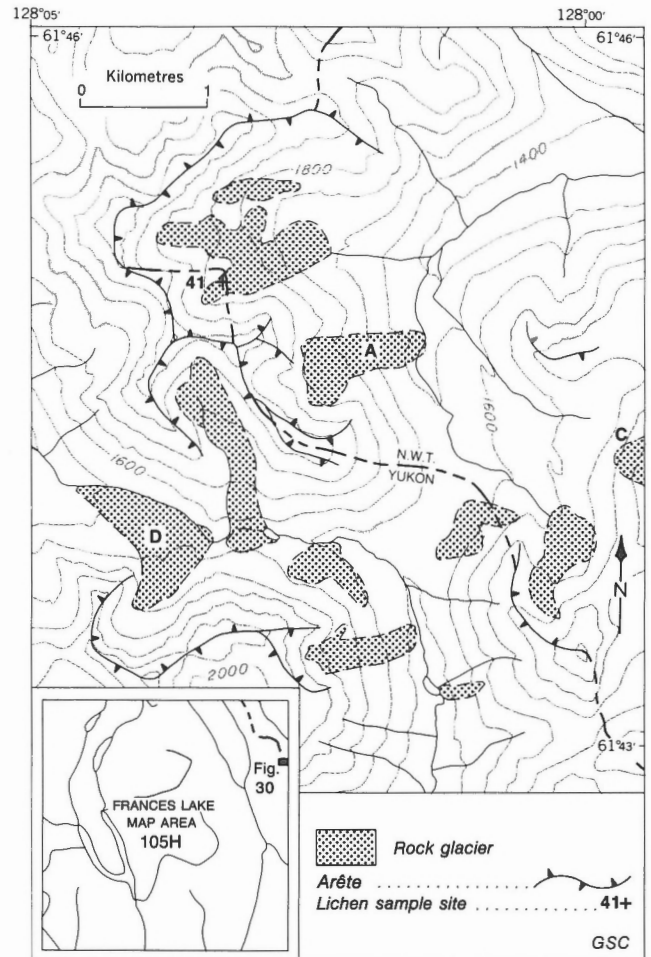 128°05′
128°00′
61°46′
61°46′
Kilometres
0 1
1800
1400
41+
A
1600
N.W.T.
YUKON
C
1600
D
N
2000
61°43′
Fig.
30
FRANCES LAKE
MAP AREA
105H
Rock glacier
Arête
Lichen sample site 41+
GSC